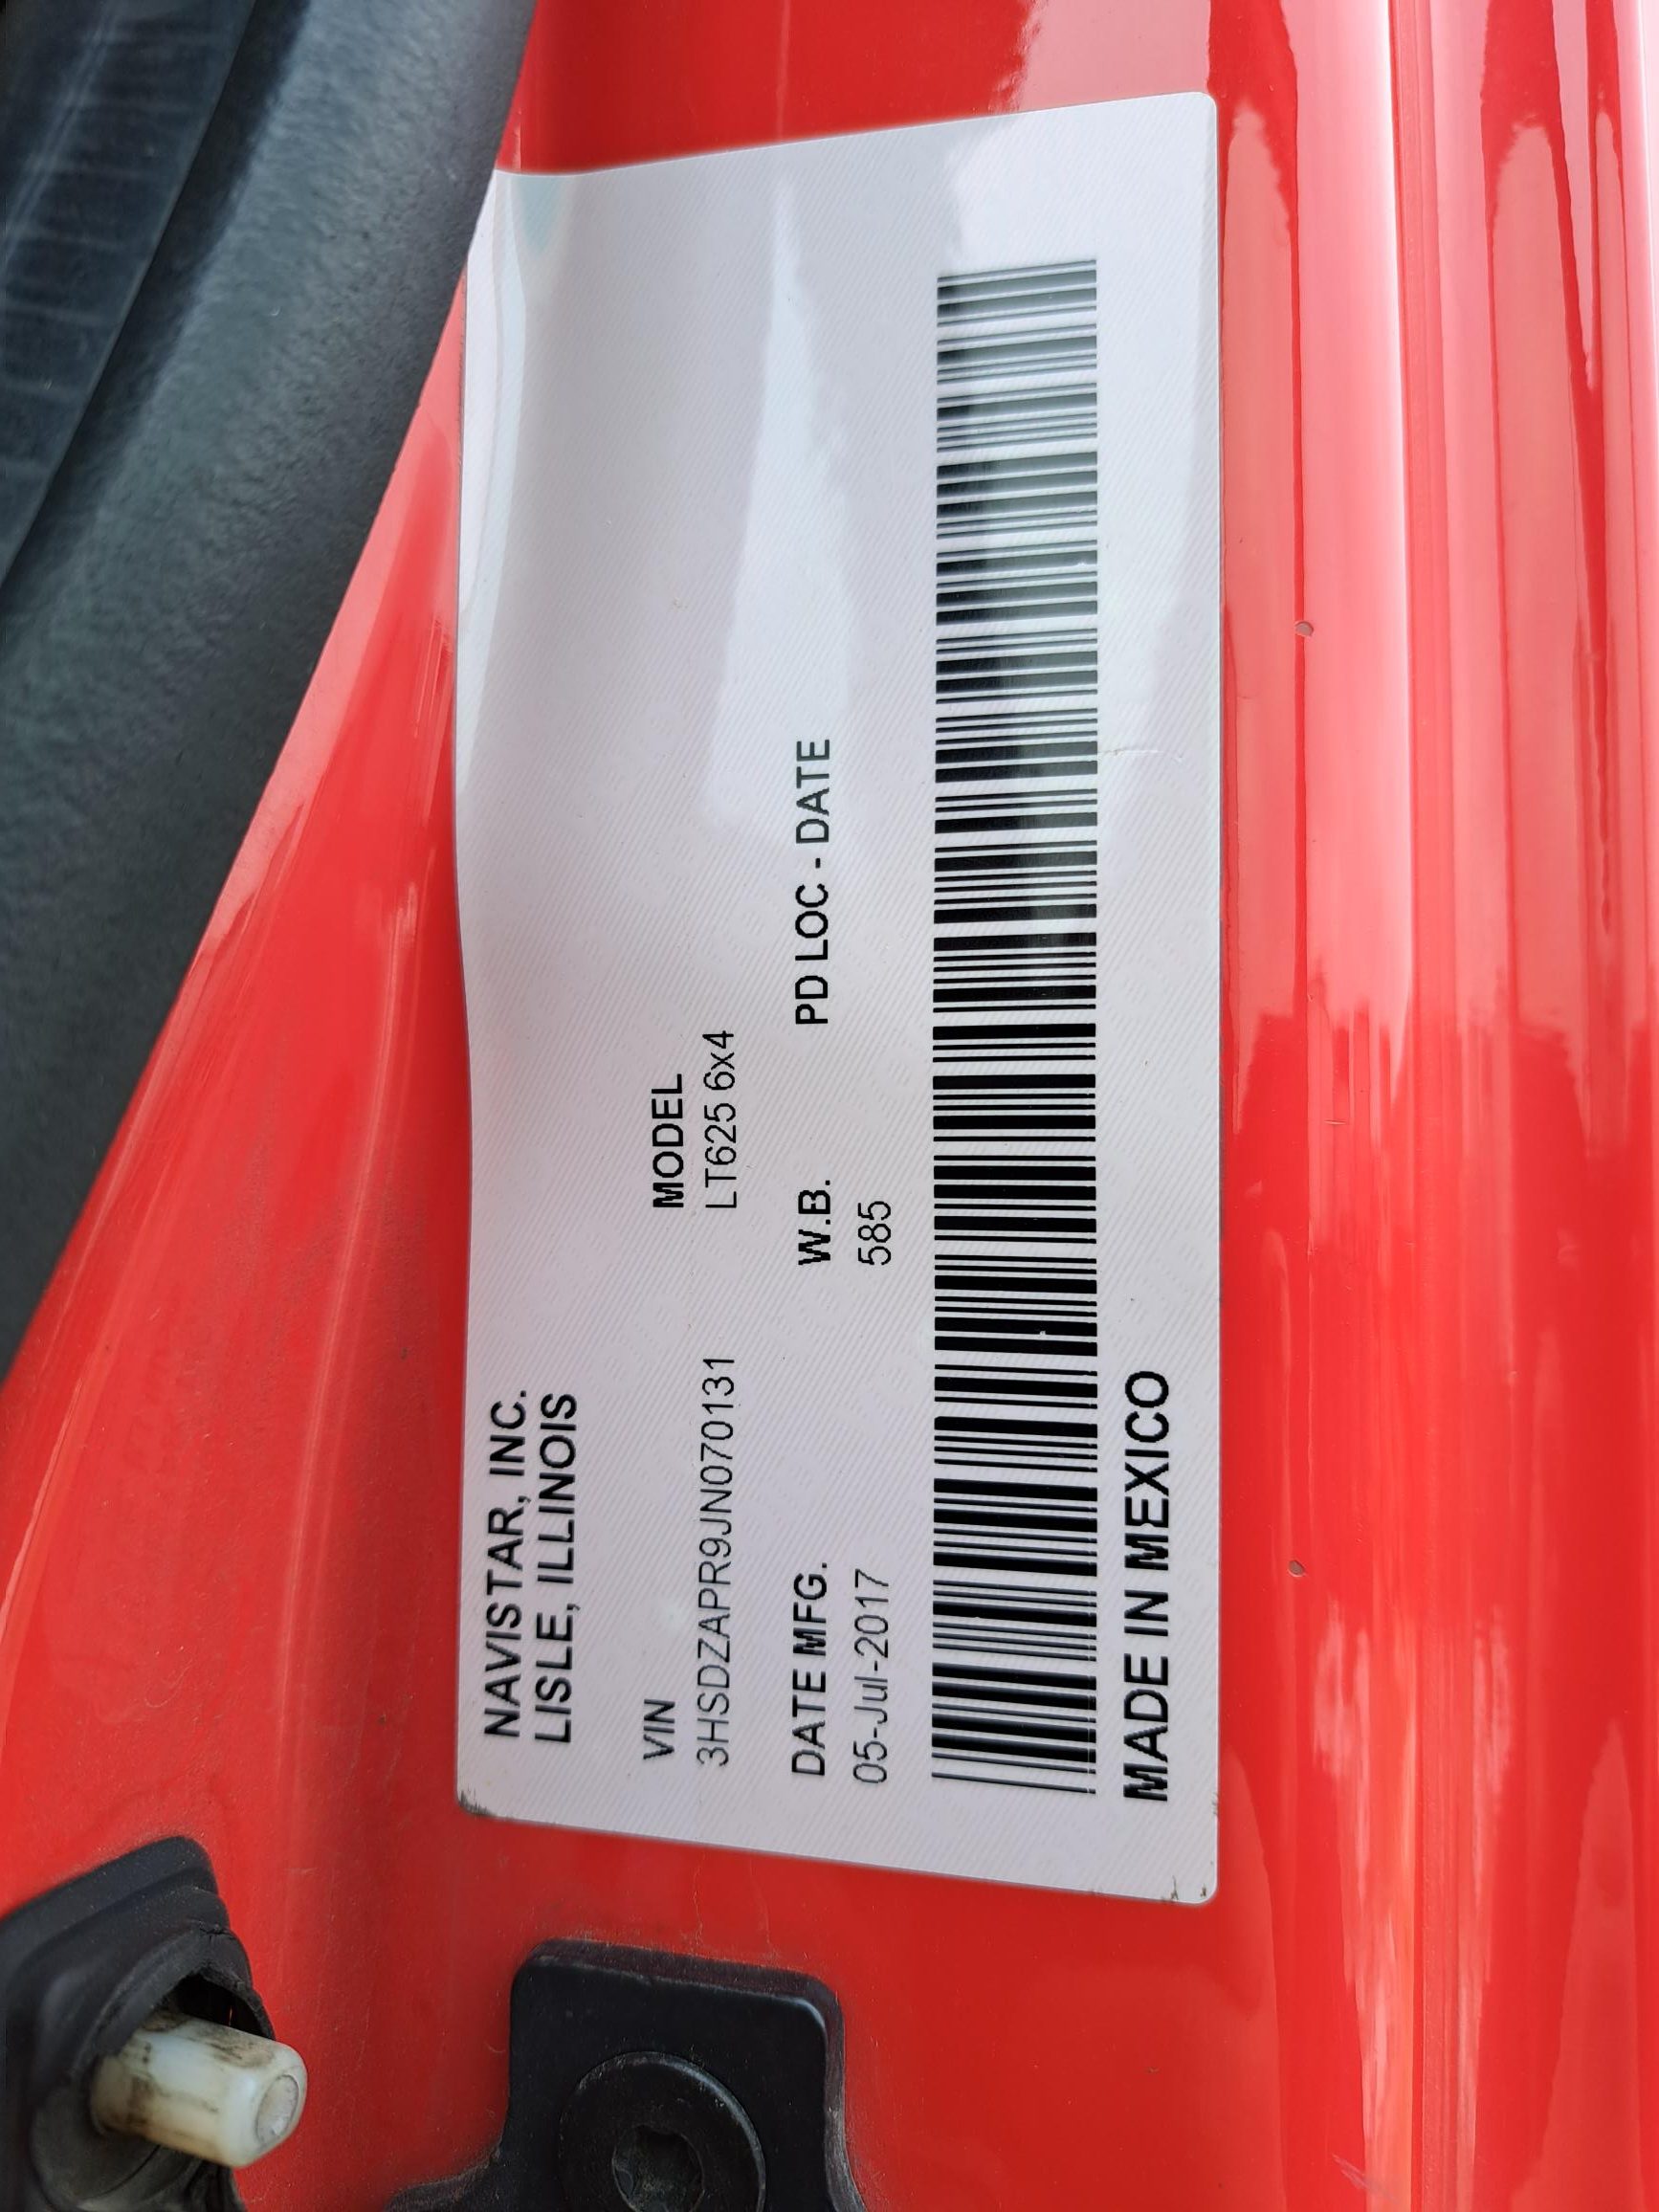 NAVISTAR, INC.
LISLE, ILLINOIS
VIN MODEL
3HSDZAPR9JN070131 LT625 6x4
DATE MFG. W.B. PD LOC - DATE
05-Jul-2017 585
MADE IN MEXICO